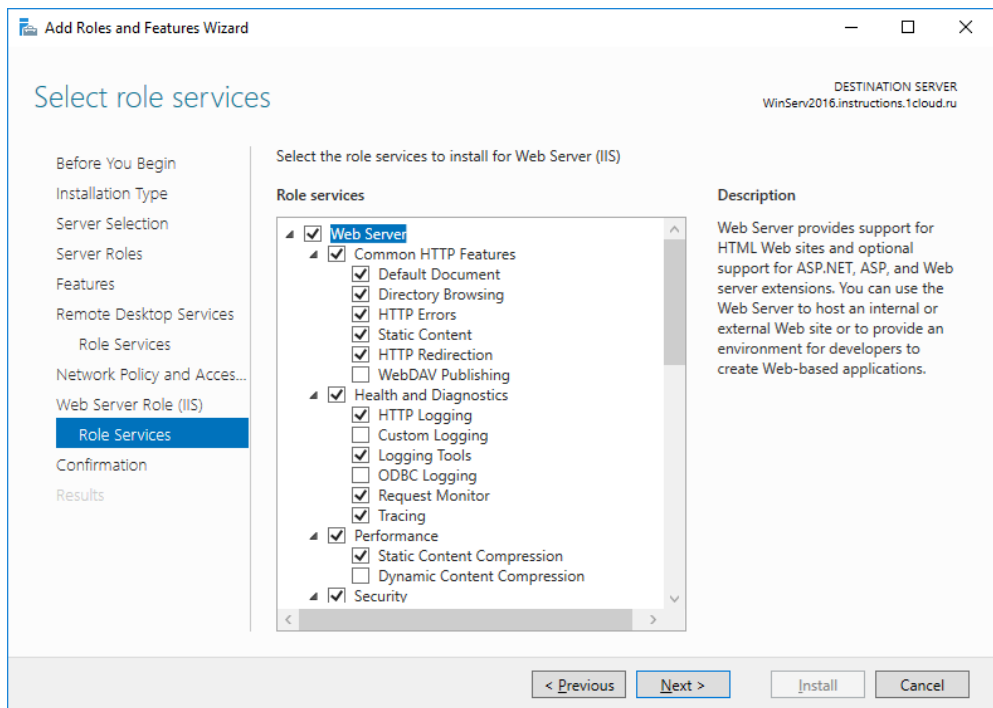 Add Roles and Features Wizard
Select role services
DESTINATION SERVER
WinServ2016.instructions.1cloud.ru
Before You Begin
Installation Type
Server Selection
Server Roles
Features
Remote Desktop Services
Role Services
Network Policy and Acces...
Web Server Role (IIS)
Role Services
Confirmation
Results
Select the role services to install for Web Server (IIS)
Role services
Web Server
Common HTTP Features
Default Document
Directory Browsing
HTTP Errors
Static Content
HTTP Redirection
WebDAV Publishing
Health and Diagnostics
HTTP Logging
Custom Logging
Logging Tools
ODBC Logging
Request Monitor
Tracing
Performance
Static Content Compression
Dynamic Content Compression
Security
Description
Web Server provides support for
HTML Web sites and optional
support for ASP.NET, ASP, and Web
server extensions. You can use the
Web Server to host an internal or
external Web site or to provide an
environment for developers to
create Web-based applications.
< Previous
Next >
Install
Cancel